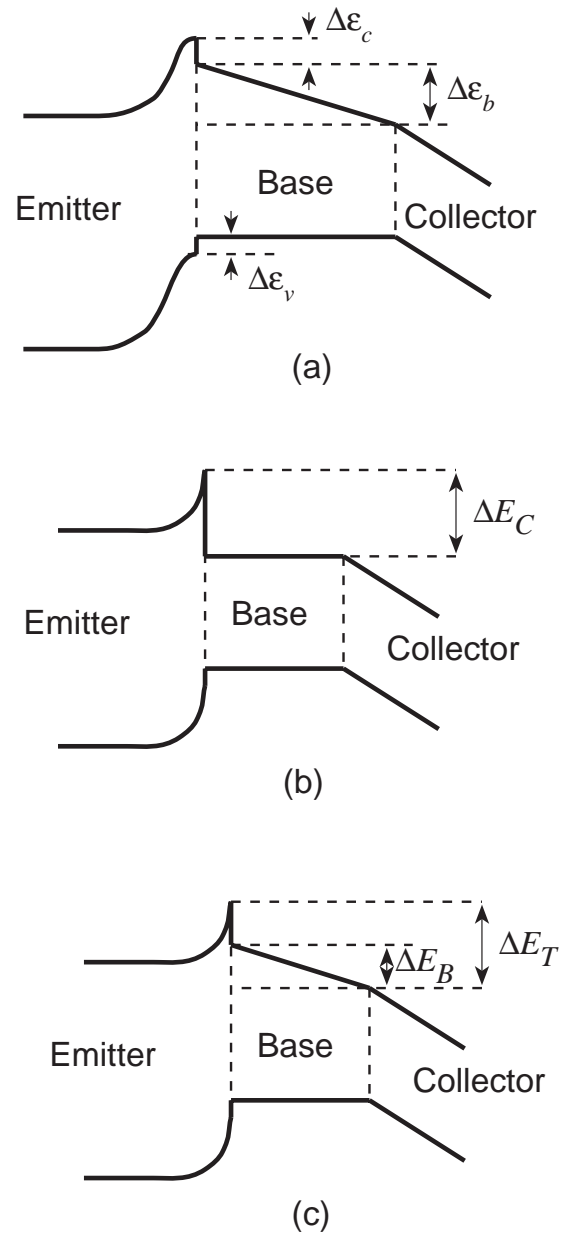 Δε_c
Δε_b
Base
Emitter
Collector
Δε_v
(a)
ΔE_C
Base
Emitter
Collector
(b)
ΔE_T
ΔE_B
Base
Emitter
Collector
(c)